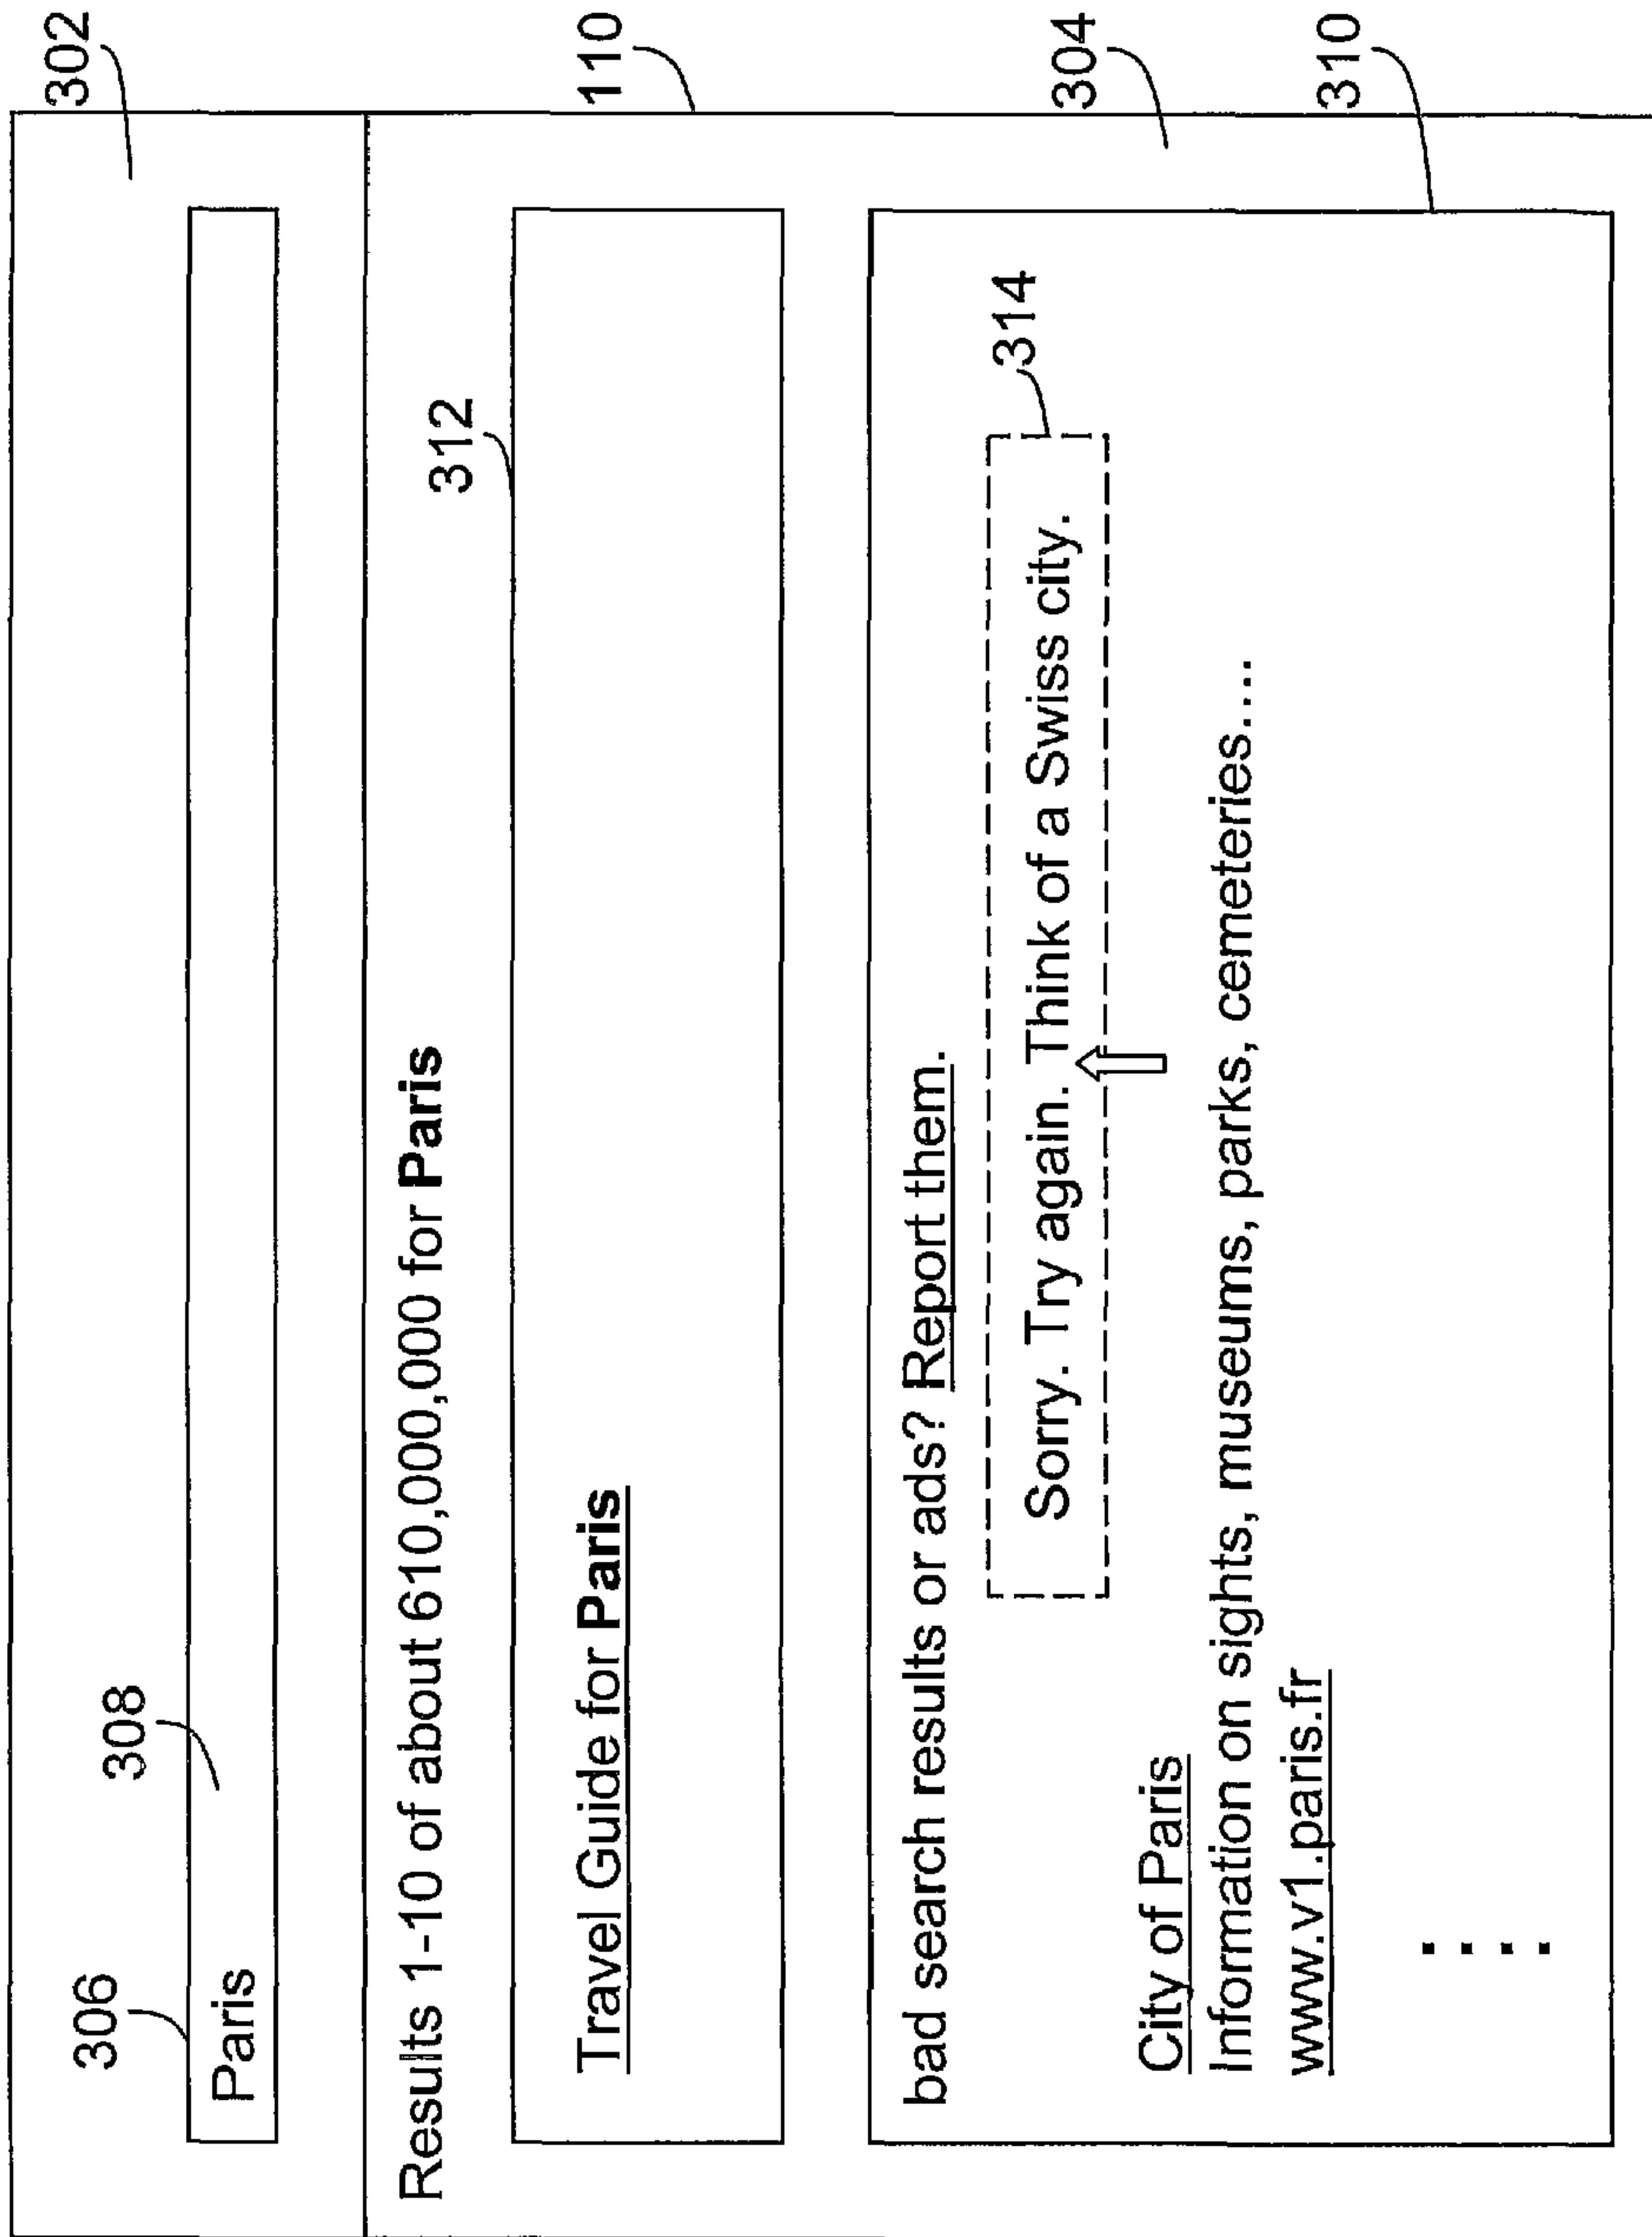 302
306
308
Paris
110
Results 1-10 of about 610,000,000 for Paris
312
Travel Guide for Paris
304
bad search results or ads? Report them.
314
Sorry. Try again. Think of a Swiss city.
City of Paris
Information on sights, museums, parks, cemeteries....
www.v1.paris.fr
310